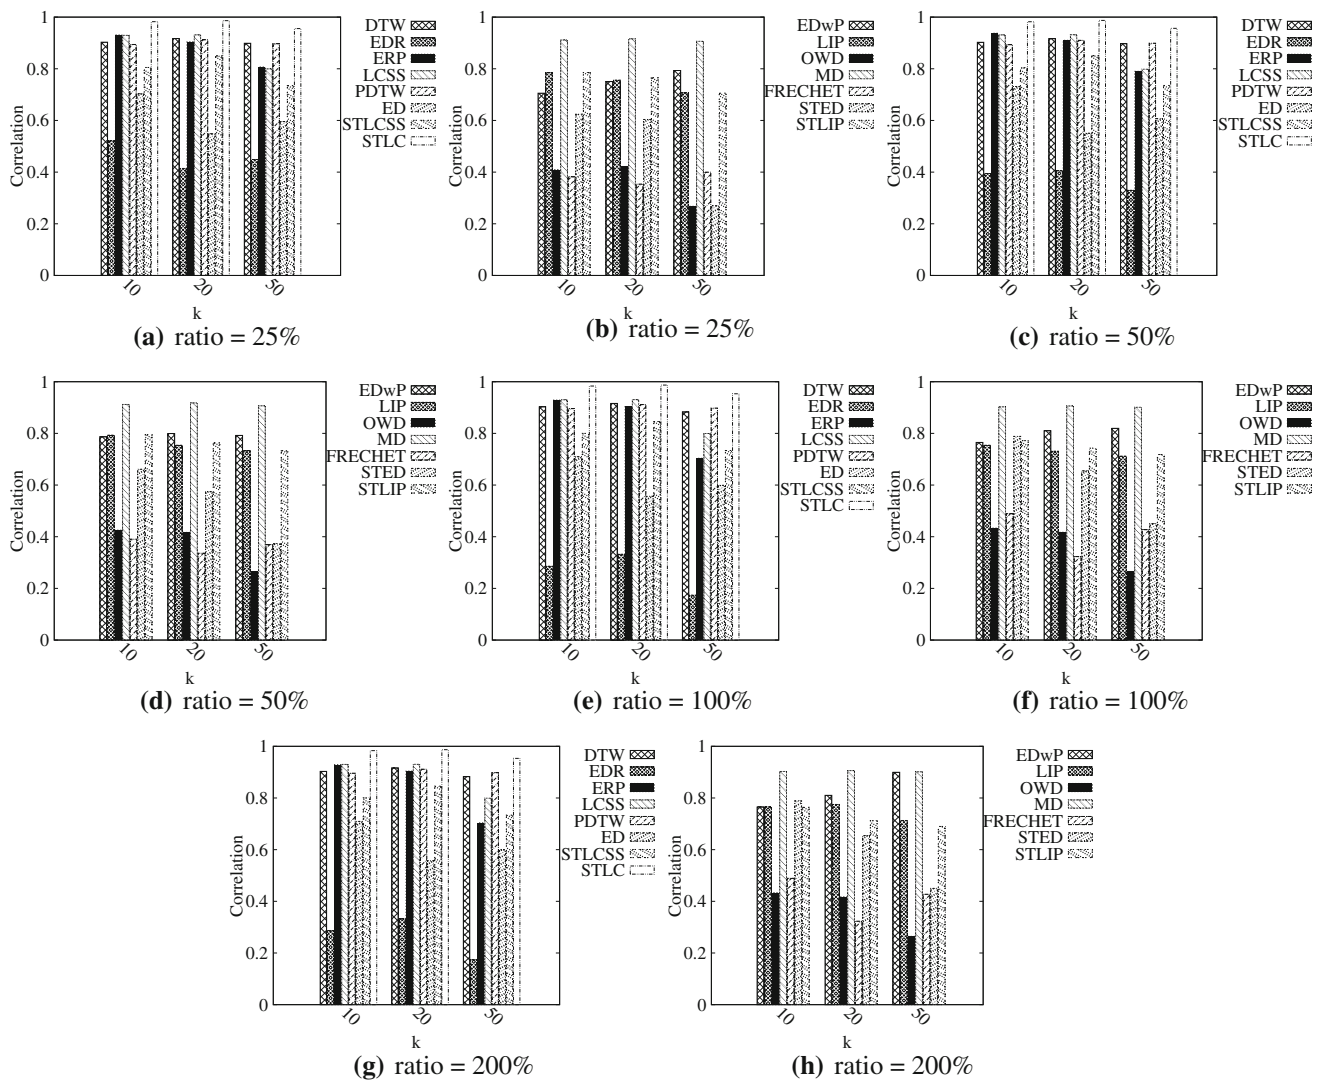 1
0.8
0.6
0.4
0.2
0
Correlation
10
20
50
k
DTW
EDR
ERP
LCSS
PDTW
ED
STLCSS
STLC
(a) ratio = 25%
1
0.8
0.6
0.4
0.2
0
Correlation
10
20
50
k
EDwP
LIP
OWD
MD
FRECHET
STED
STLIP
(b) ratio = 25%
1
0.8
0.6
0.4
0.2
0
Correlation
10
20
50
k
DTW
EDR
ERP
LCSS
PDTW
ED
STLCSS
STLC
(c) ratio = 50%
1
0.8
0.6
0.4
0.2
0
Correlation
10
20
50
k
EDwP
LIP
OWD
MD
FRECHET
STED
STLIP
(d) ratio = 50%
1
0.8
0.6
0.4
0.2
0
Correlation
10
20
50
k
DTW
EDR
ERP
LCSS
PDTW
ED
STLCSS
STLC
(e) ratio = 100%
1
0.8
0.6
0.4
0.2
0
Correlation
10
20
50
k
EDwP
LIP
OWD
MD
FRECHET
STED
STLIP
(f) ratio = 100%
1
0.8
0.6
0.4
0.2
0
Correlation
10
20
50
k
DTW
EDR
ERP
LCSS
PDTW
ED
STLCSS
STLC
(g) ratio = 200%
1
0.8
0.6
0.4
0.2
0
Correlation
10
20
50
k
EDwP
LIP
OWD
MD
FRECHET
STED
STLIP
(h) ratio = 200%